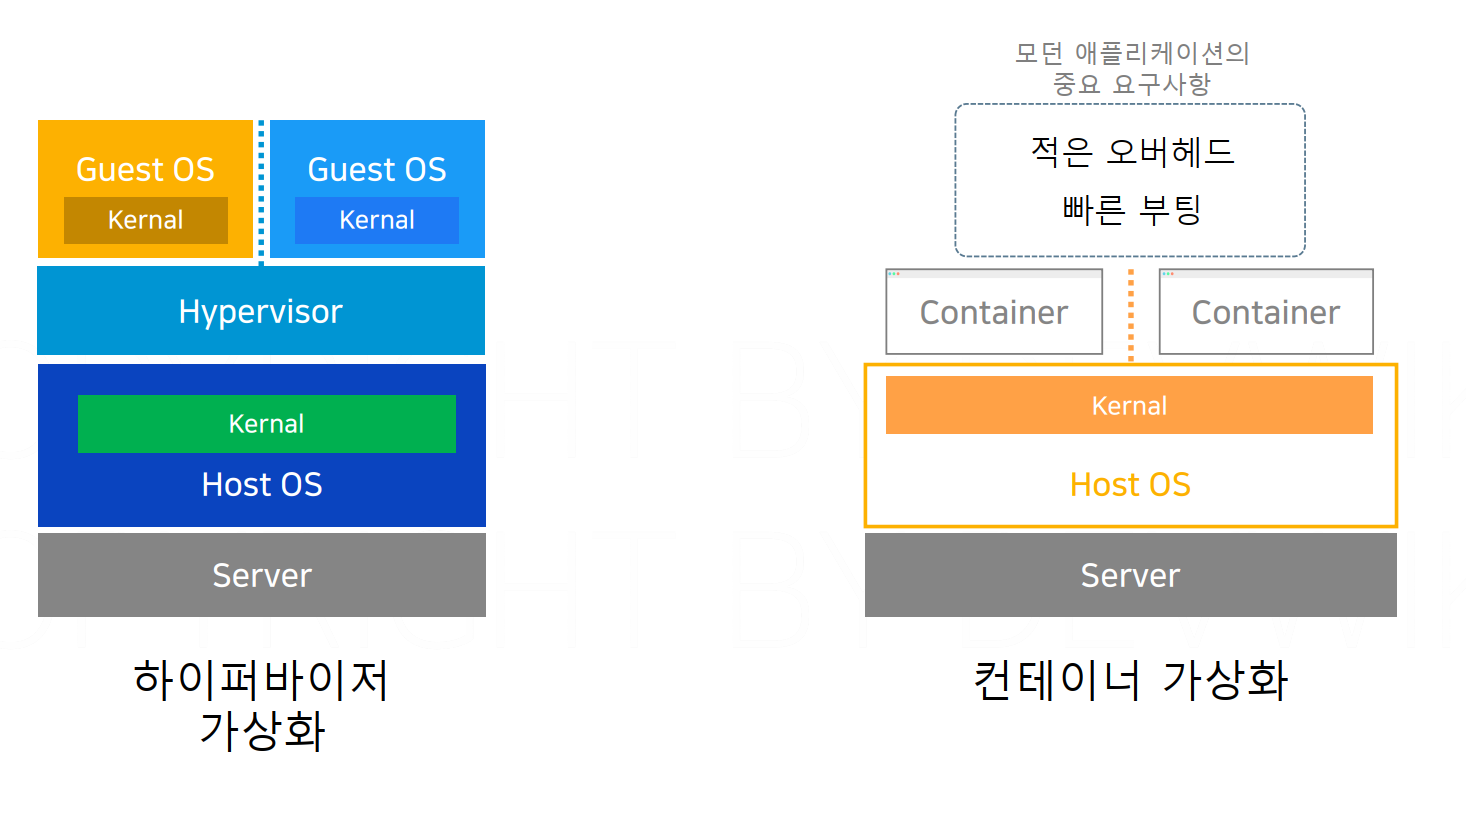 Guest OS
Kernal
Guest OS
Kernal
Hypervisor
Kernal
Host OS
Server
하이퍼바이저
가상화
모던 애플리케이션의
중요 요구사항
적은 오버헤드
빠른 부팅
Container
Container
Kernal
Host OS
Server
컨테이너 가상화